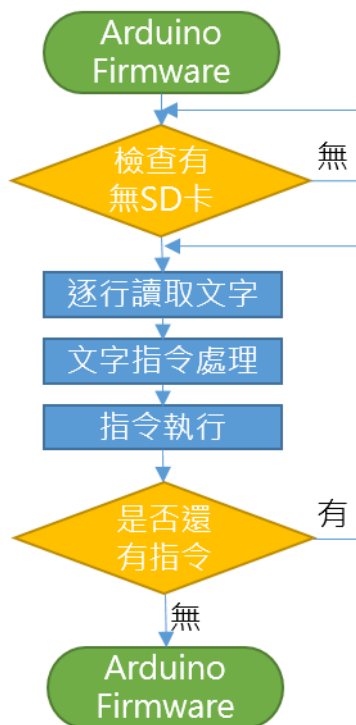 Arduino
Firmware
檢查有
無SD卡
無
逐行讀取文字
文字指令處理
指令執行
是否還
有指令
有
無
Arduino
Firmware